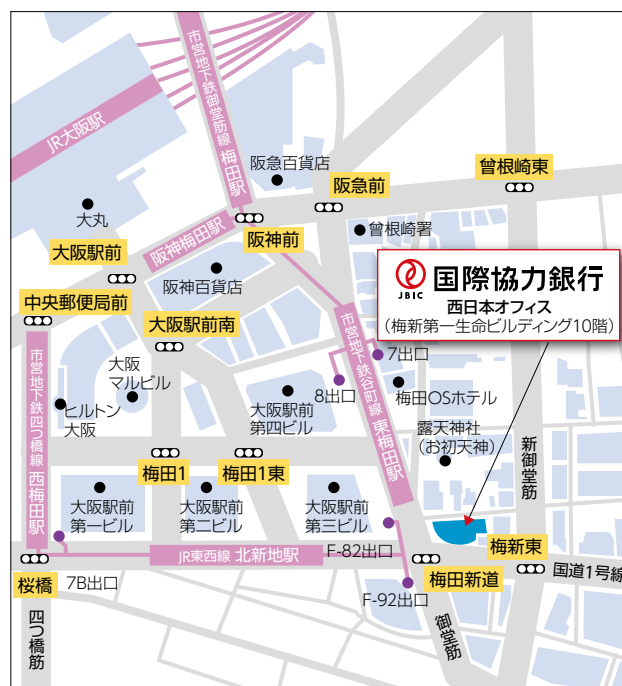 市営地下鉄御堂筋線 梅田駅
JR大阪駅
阪急百貨店
曾根崎東
阪急前
大丸
阪神前
曾根崎署
阪神梅田駅
大阪駅前
阪神百貨店
JBIC
国際協力銀行
西日本オフィス
(梅新第一生命ビルディング10階)
中央郵便局前
大阪駅前南
市営地下鉄谷町線 東梅田駅
7出口
大阪
マルビル
8出口
梅田OSホテル
市営地下鉄四つ橋線 西梅田駅
ヒルトン
大阪
大阪駅前
第四ビル
露天神社
(お初天神)
新御堂筋
梅田1
梅田1東
大阪駅前
第一ビル
大阪駅前
第二ビル
大阪駅前
第三ビル
JR東西線 北新地駅
F-82出口
梅新東
桜橋
7B出口
梅田新道
国道1号線
F-92出口
四つ橋筋
御堂筋